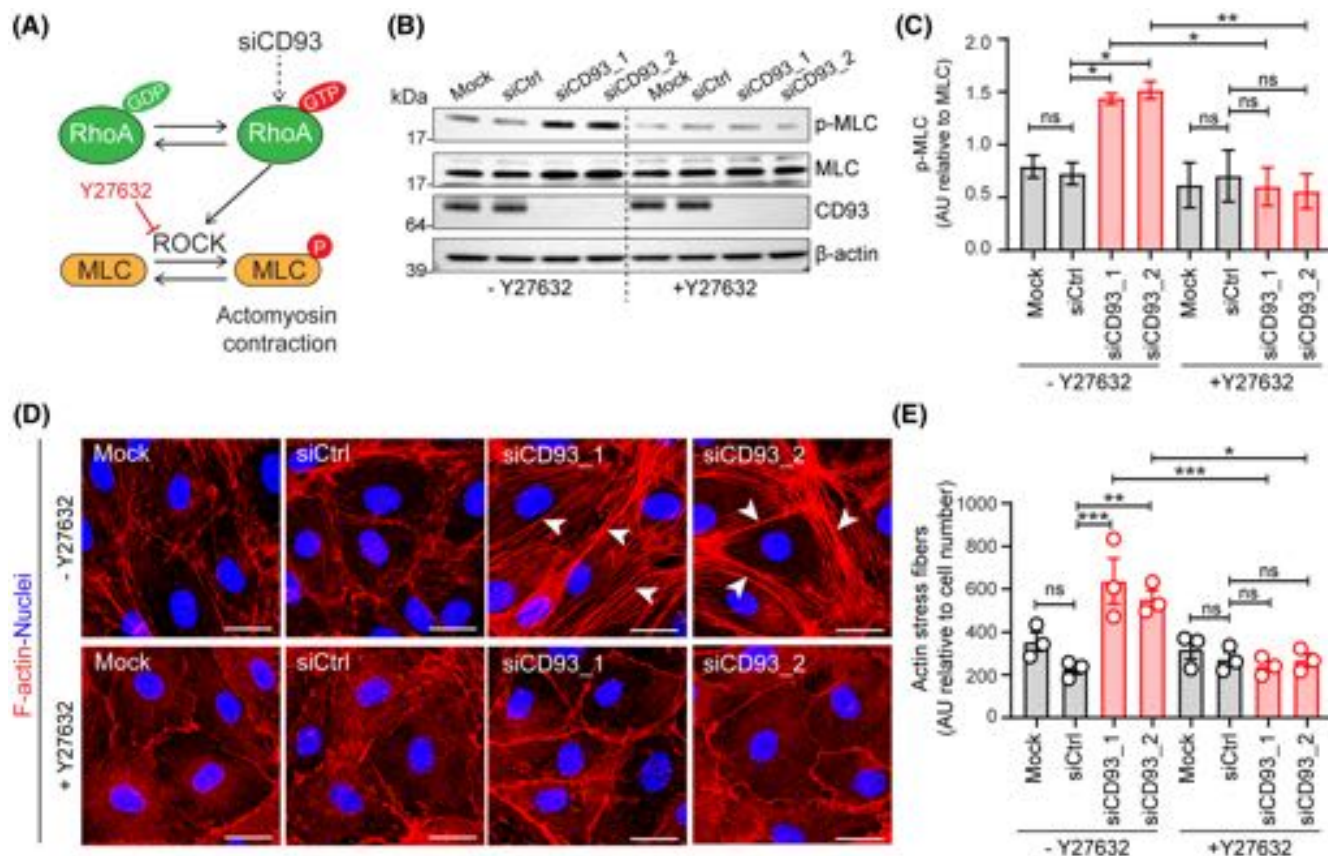 (A)
siCD93
GDP
GTP
RhoA
RhoA
Y27632
ROCK
P
MLC
MLC
Actomyosin
contraction
(B)
Mock
siCtrl
siCD93_1
siCD93_2
Mock
siCtrl
siCD93_1
siCD93_2
kDa
17
p-MLC
17
MLC
64
CD93
39
β-actin
- Y27632
+Y27632
(C)
p-MLC
(AU relative to MLC)
2.0
1.5
1.0
0.5
0.0
**
*
*
*
ns
ns
ns
ns
Mock
siCtrl
siCD93_1
siCD93_2
Mock
siCtrl
siCD93_1
siCD93_2
- Y27632
+Y27632
(D)
F-actin-Nuclei
- Y27632
Mock
siCtrl
siCD93_1
siCD93_2
+ Y27632
Mock
siCtrl
siCD93_1
siCD93_2
(E)
Actin stress fibers
(AU relative to cell number)
1000
800
600
400
200
0
*
***
**
***
ns
ns
ns
ns
Mock
siCtrl
siCD93_1
siCD93_2
Mock
siCtrl
siCD93_1
siCD93_2
- Y27632
+Y27632